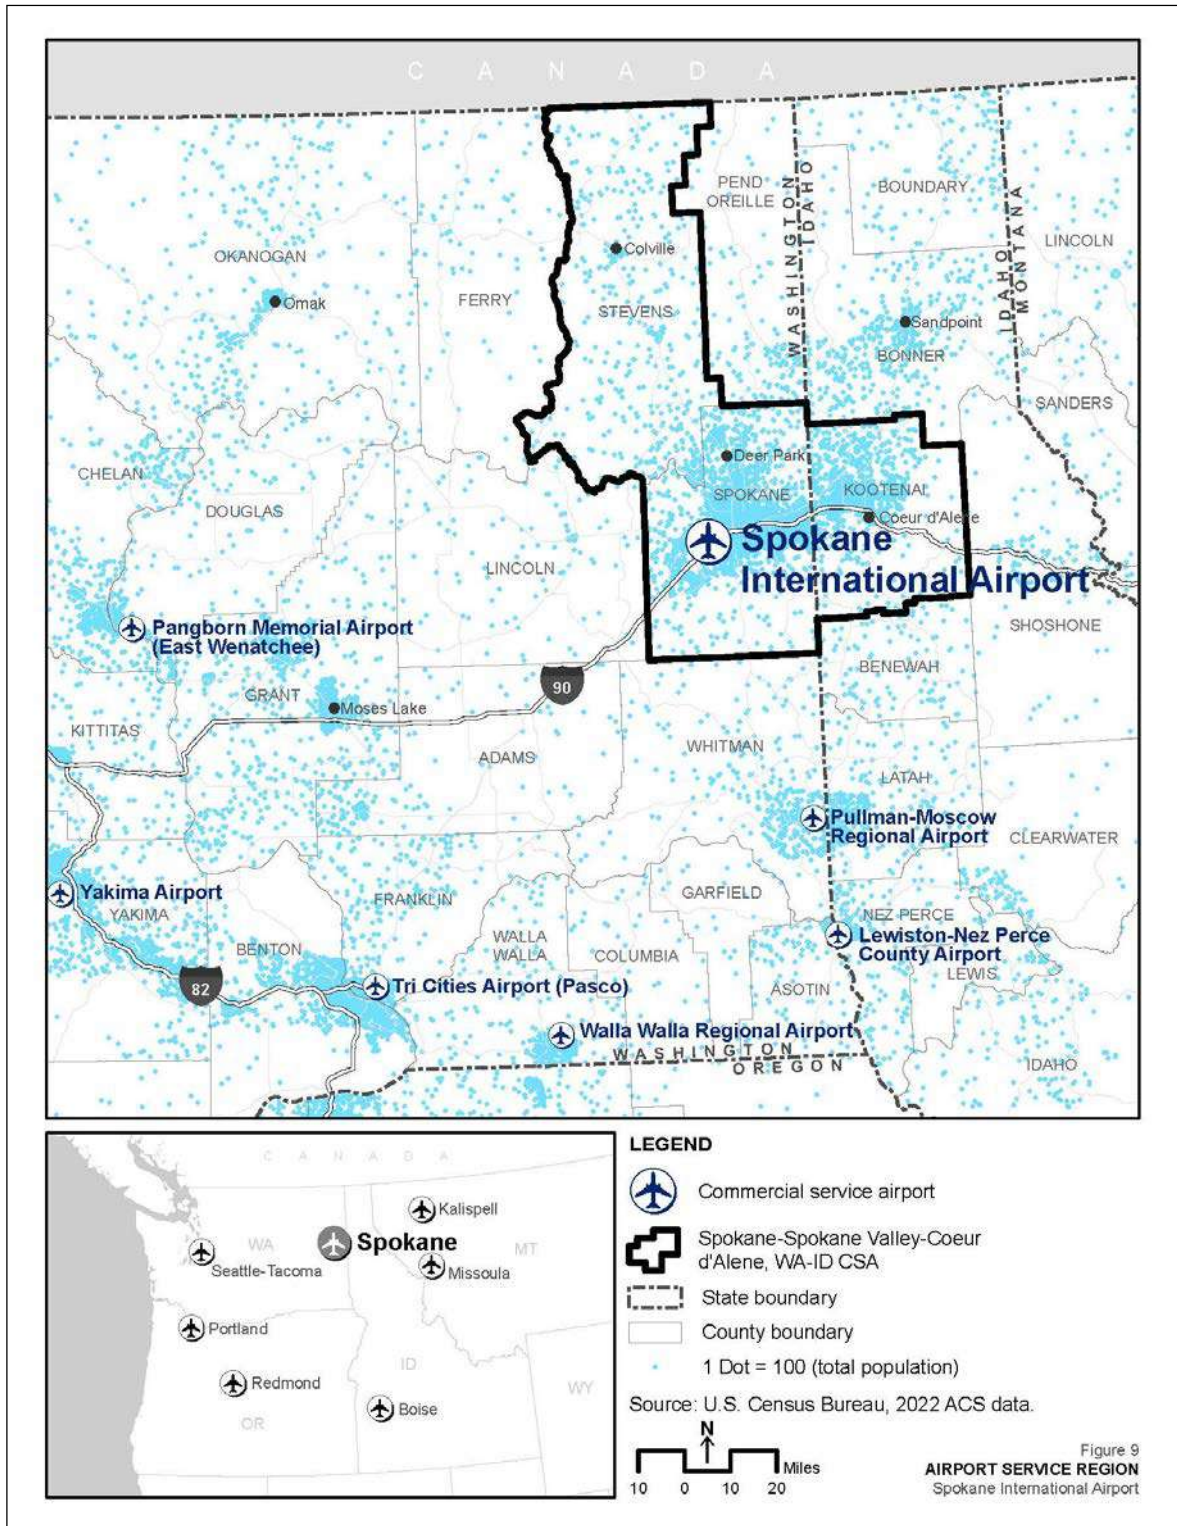 C A N A D A
PEND
OREILLE
WASHINGTON
IDAHO
BOUNDARY
IDAHO
MONTANA
LINCOLN
OKANOGAN
Omak
FERRY
Colville
STEVENS
Sandpoint
BONNER
SANDERS
CHELAN
DOUGLAS
LINCOLN
Deer Park
SPOKANE
KOOTENAI
Coeur d'Alene
Spokane
International Airport
Pangborn Memorial Airport
(East Wenatchee)
SHOSHONE
BENEWAH
GRANT
Moses Lake
90
KITTITAS
ADAMS
WHITMAN
LATAH
Pullman-Moscow
Regional Airport
CLEARWATER
Yakima Airport
YAKIMA
FRANKLIN
GARFIELD
NEZ PERCE
BENTON
WALLA
WALLA
COLUMBIA
Lewiston-Nez Perce
County Airport
LEWIS
82
Tri Cities Airport (Pasco)
ASOTIN
Walla Walla Regional Airport
WASHINGTON
OREGON
IDAHO
C A N A D A
Kalispell
WA
Spokane
MT
Seattle-Tacoma
Missoula
Portland
ID
Redmond
WY
Boise
OR
LEGEND
Commercial service airport
Spokane-Spokane Valley-Coeur
d'Alene, WA-ID CSA
State boundary
County boundary
1 Dot = 100 (total population)
Source: U.S. Census Bureau, 2022 ACS data.
N
Miles
10 0 10 20
Figure 9
AIRPORT SERVICE REGION
Spokane International Airport